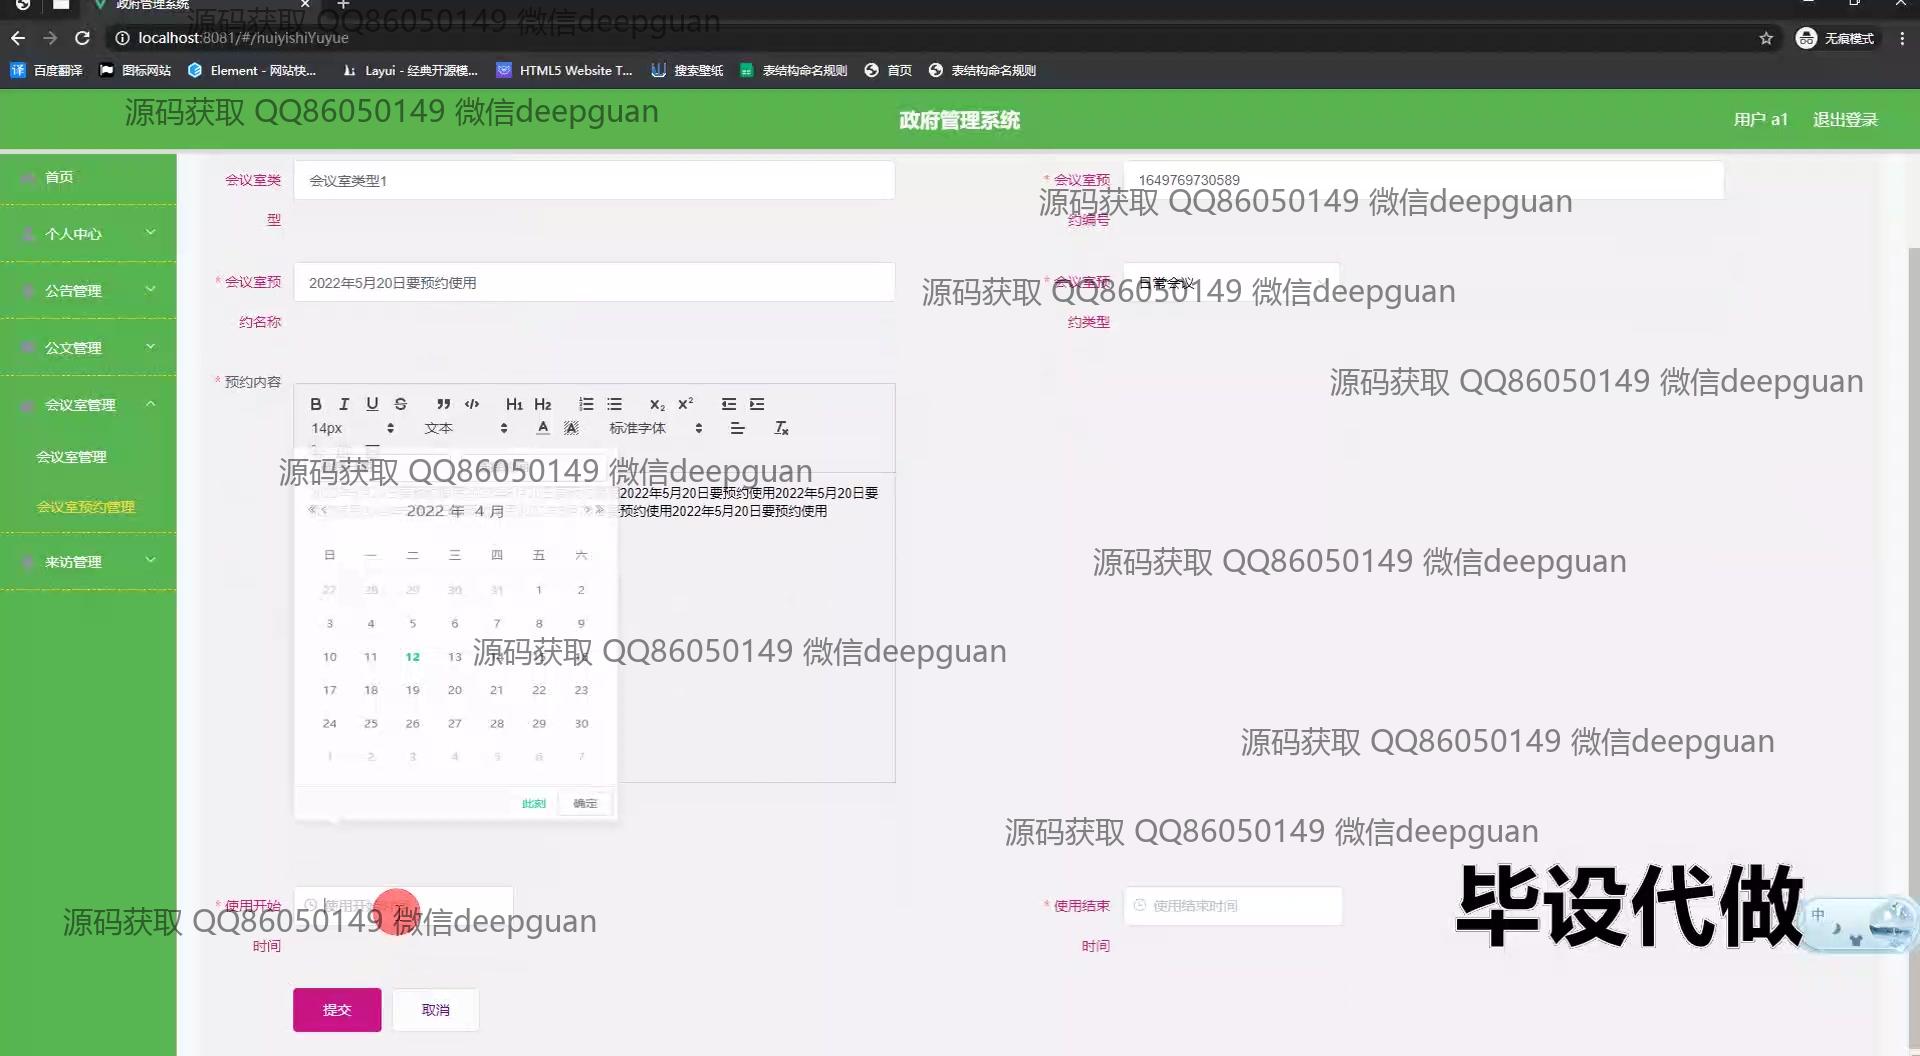 政府管理系统
源码获取 QQ86050149 微信deepguan
localhost:8081/#/huiyishiYuyue
无痕模式
百度翻译
图标网站
Element - 网站快...
Layui - 经典开源模...
HTML5 Website T...
搜索壁纸
表结构命名规则
首页
表结构命名规则
源码获取 QQ86050149 微信deepguan
政府管理系统
用户 a1
退出登录
首页
个人中心
公告管理
公文管理
会议室管理
会议室管理
会议室预约管理
来访管理
会议室类型
会议室类型1
* 会议室预约编号
1649769730589
源码获取 QQ86050149 微信deepguan
* 会议室预约名称
2022年5月20日要预约使用
* 会议室预约类型
日常会议
源码获取 QQ86050149 微信deepguan
源码获取 QQ86050149 微信deepguan
* 预约内容
B I U S H1 H2 x2 x2
14px 文本 A A 标准字体 Tx
源码获取 QQ86050149 微信deepguan
2022年5月20日要预约使用2022年5月20日要
预约使用2022年5月20日要预约使用
2022 年 4 月
日 一 二 三 四 五 六
27 28 29 30 31 1 2
3 4 5 6 7 8 9
10 11 12 13 14 15 16
17 18 19 20 21 22 23
24 25 26 27 28 29 30
1 2 3 4 5 6 7
此刻 确定
源码获取 QQ86050149 微信deepguan
源码获取 QQ86050149 微信deepguan
源码获取 QQ86050149 微信deepguan
源码获取 QQ86050149 微信deepguan
毕设代做
中
* 使用开始时间
使用开始
源码获取 QQ86050149 微信deepguan
* 使用结束时间
使用结束时间
提交
取消